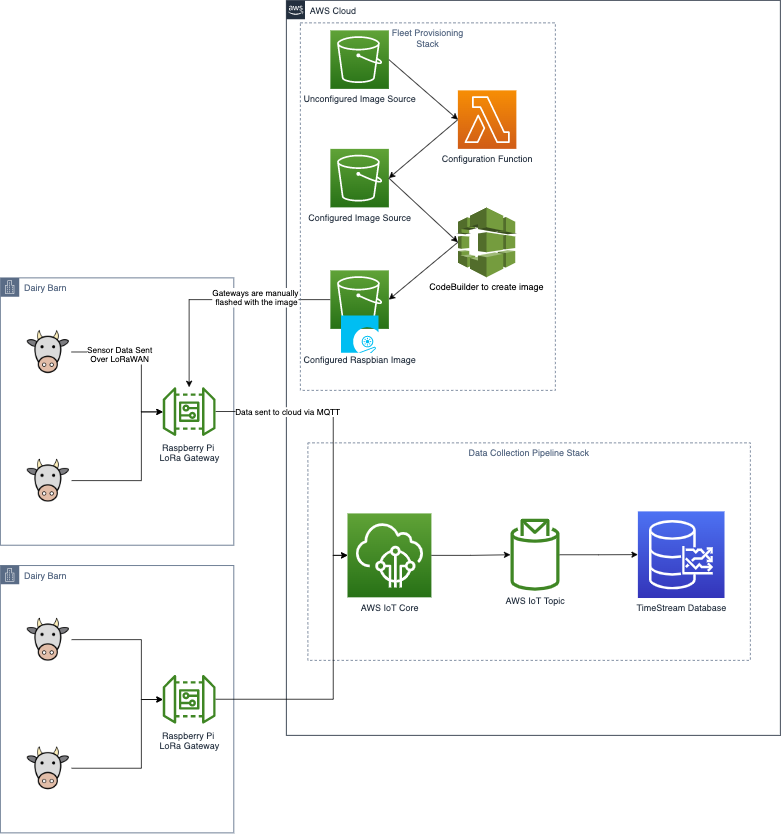 aws
AWS Cloud
Fleet Provisioning
Stack
Unconfigured Image Source
Configuration Function
Configured Image Source
CodeBuilder to create image
Dairy Barn
Gateways are manually
flashed with the image
Sensor Data Sent
Over LoRaWAN
Configured Raspbian Image
Data sent to cloud via MQTT
Raspberry Pi
LoRa Gateway
Data Collection Pipeline Stack
Dairy Barn
AWS IoT Core
AWS IoT Topic
TimeStream Database
Raspberry Pi
LoRa Gateway